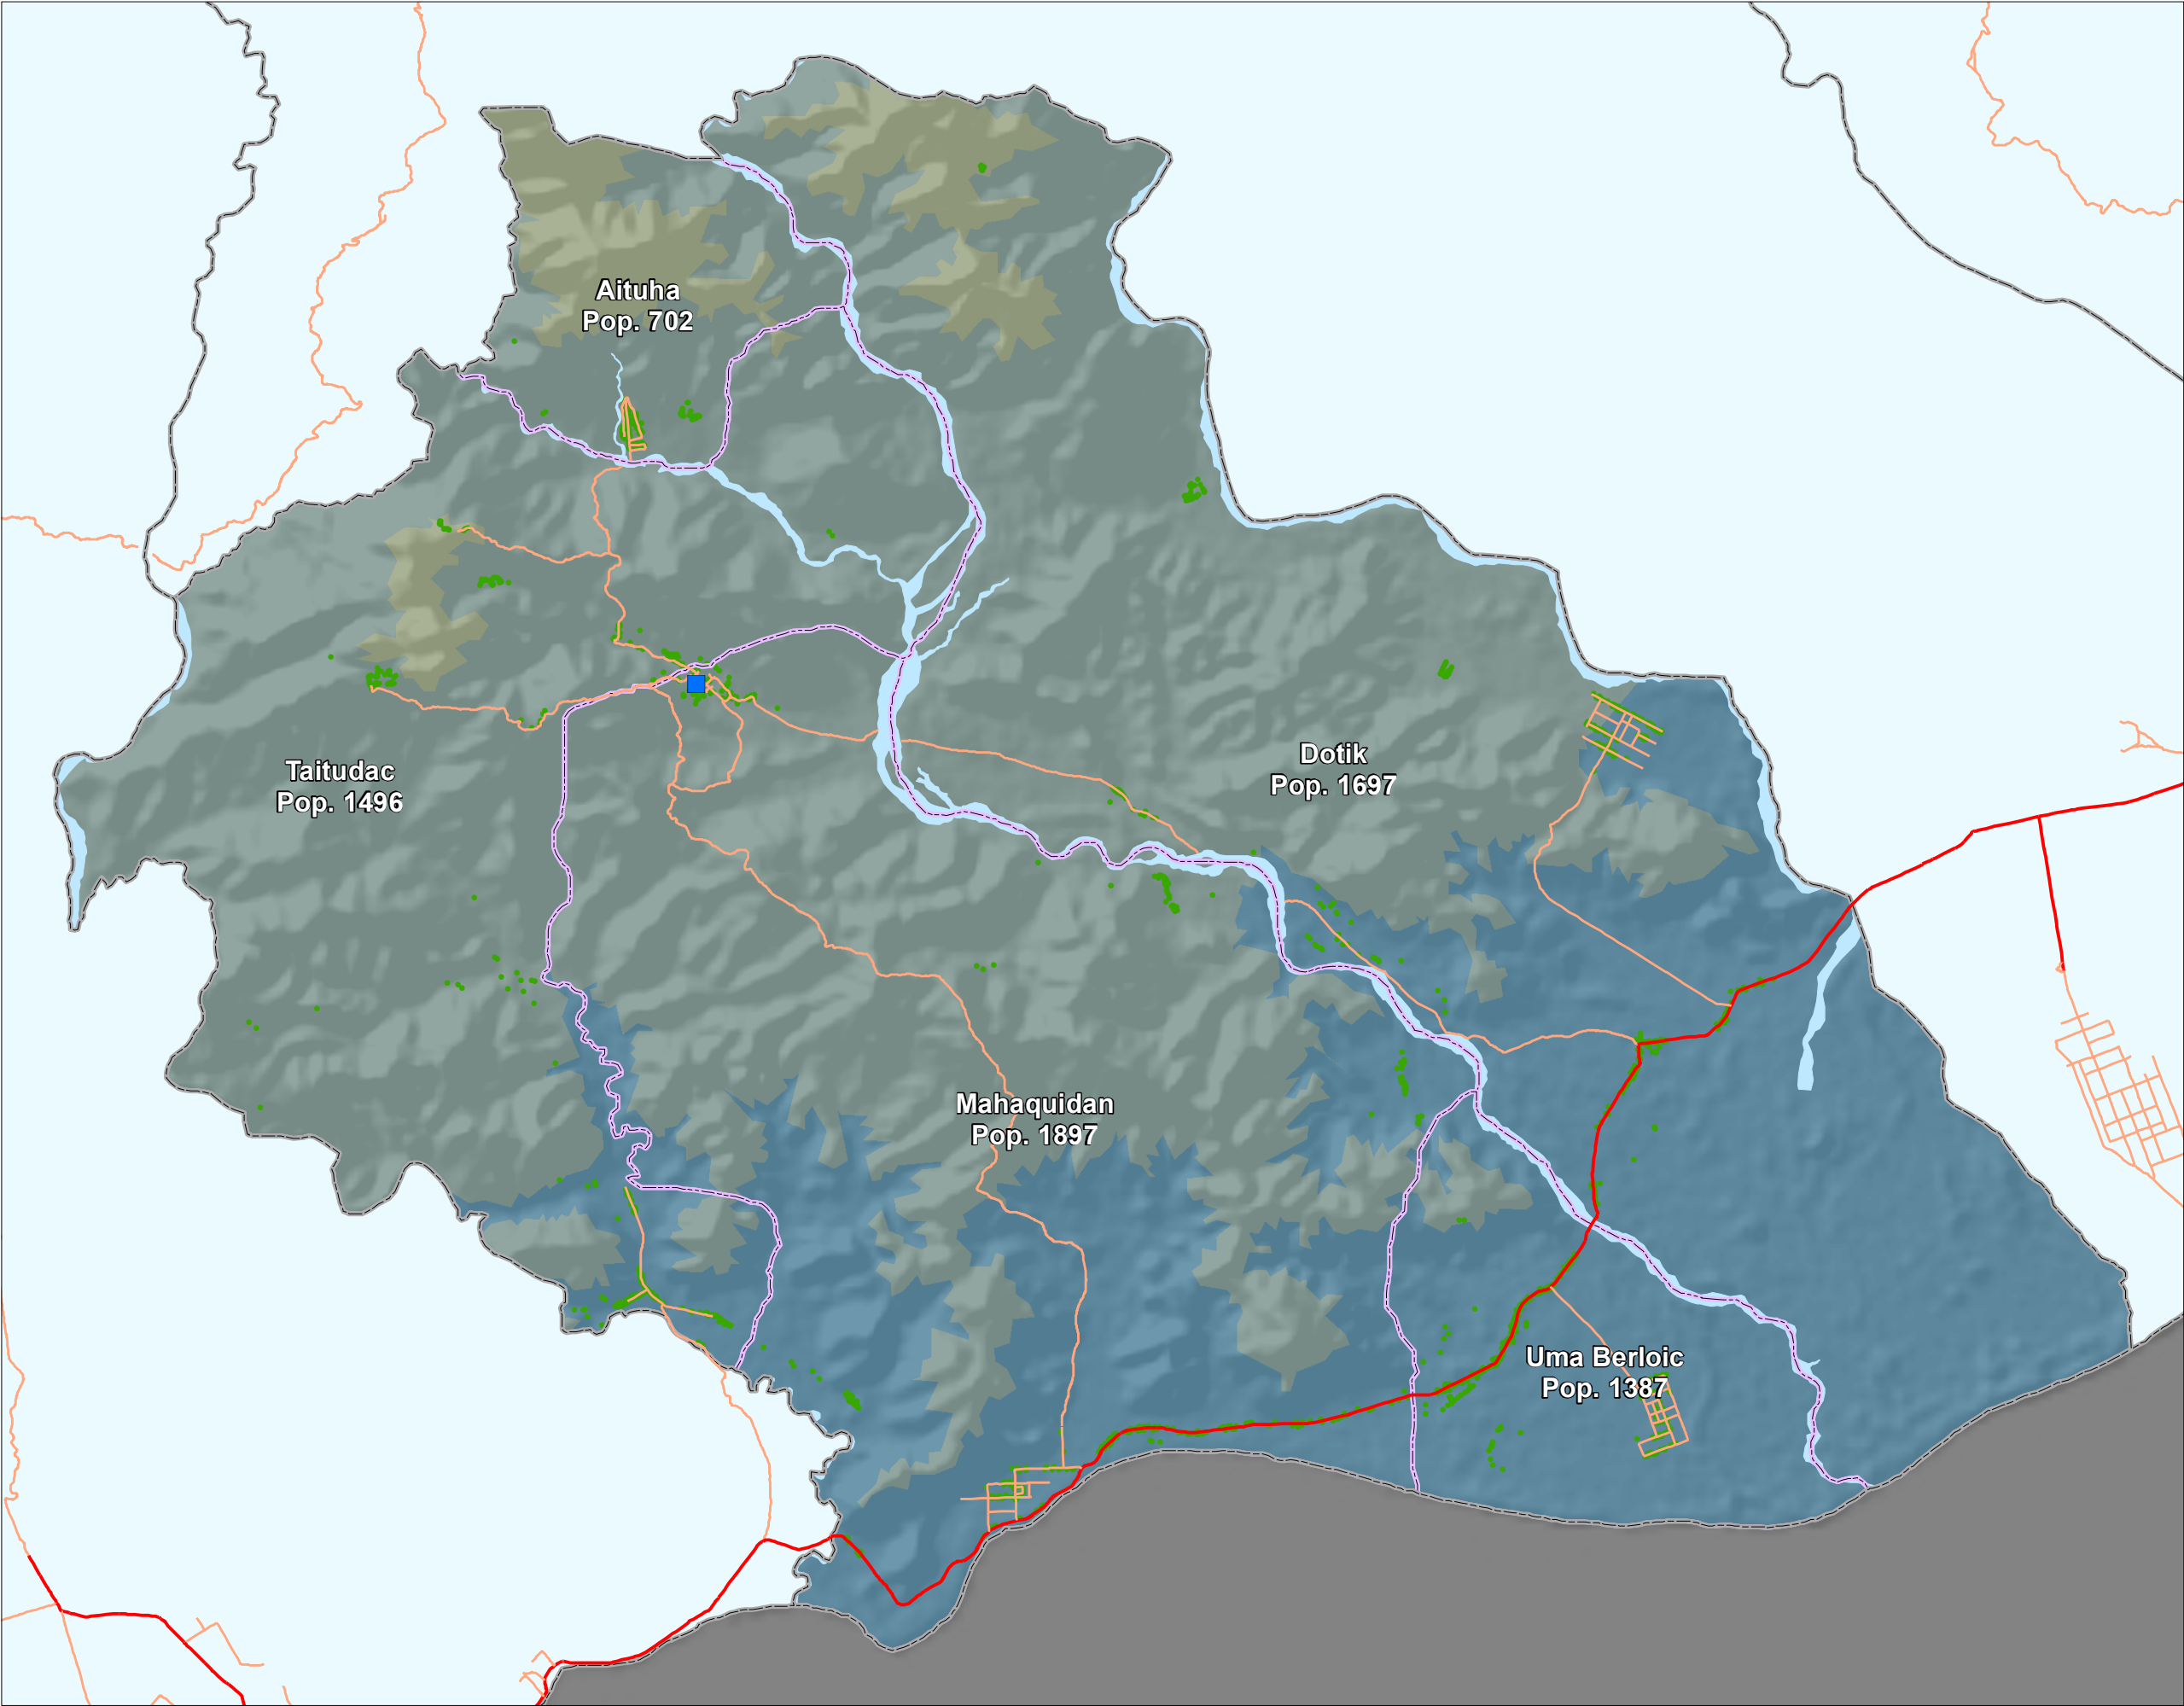 Aituha
Pop. 702
Dotik
Pop. 1697
Taitudac
Pop. 1496
Mahaquidan
Pop. 1897
Uma Berloic
Pop. 1387